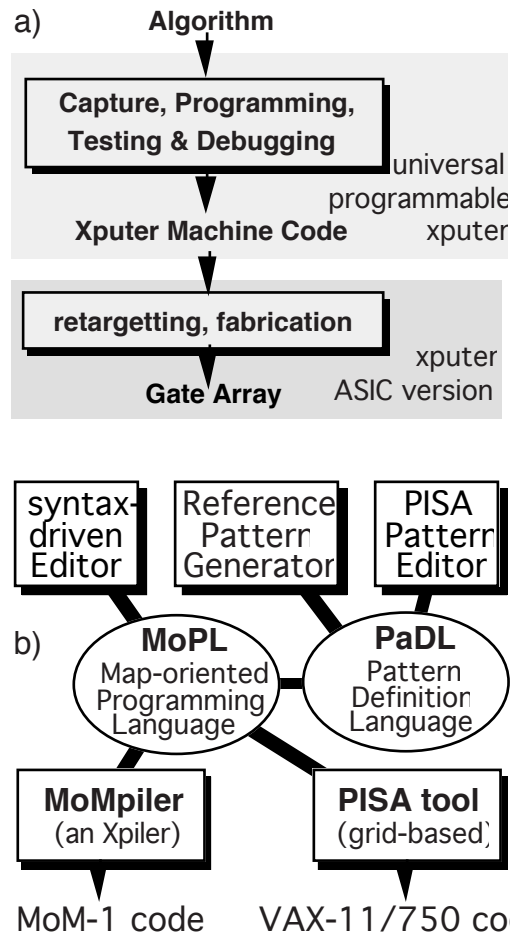 a)
Algorithm
Capture, Programming,
Testing & Debugging
universal
programmable
xputer
Xputer Machine Code
retargetting, fabrication
xputer
ASIC version
Gate Array
syntax-
driven
Editor
Reference
Pattern
Generator
PISA
Pattern
Editor
b)
MoPL
Map-oriented
Programming
Language
PaDL
Pattern
Definition
Language
MoMpiler
(an Xpiler)
PISA tool
(grid-based)
MoM-1 code
VAX-11/750 co